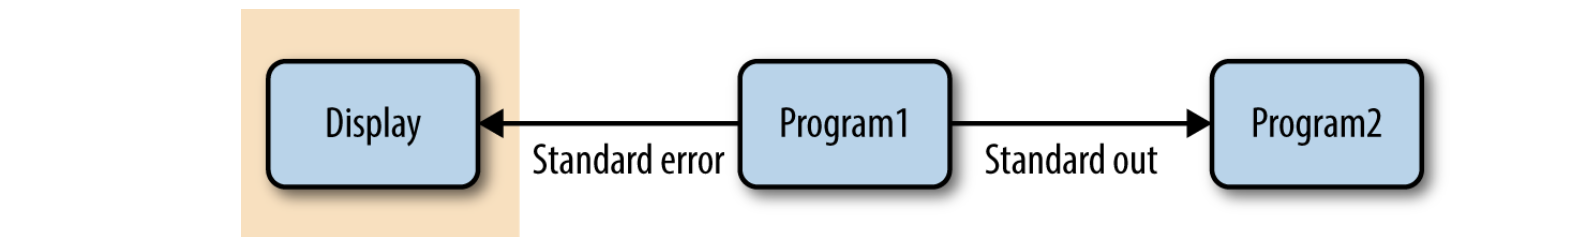 Display
Standard error
Program1
Standard out
Program2